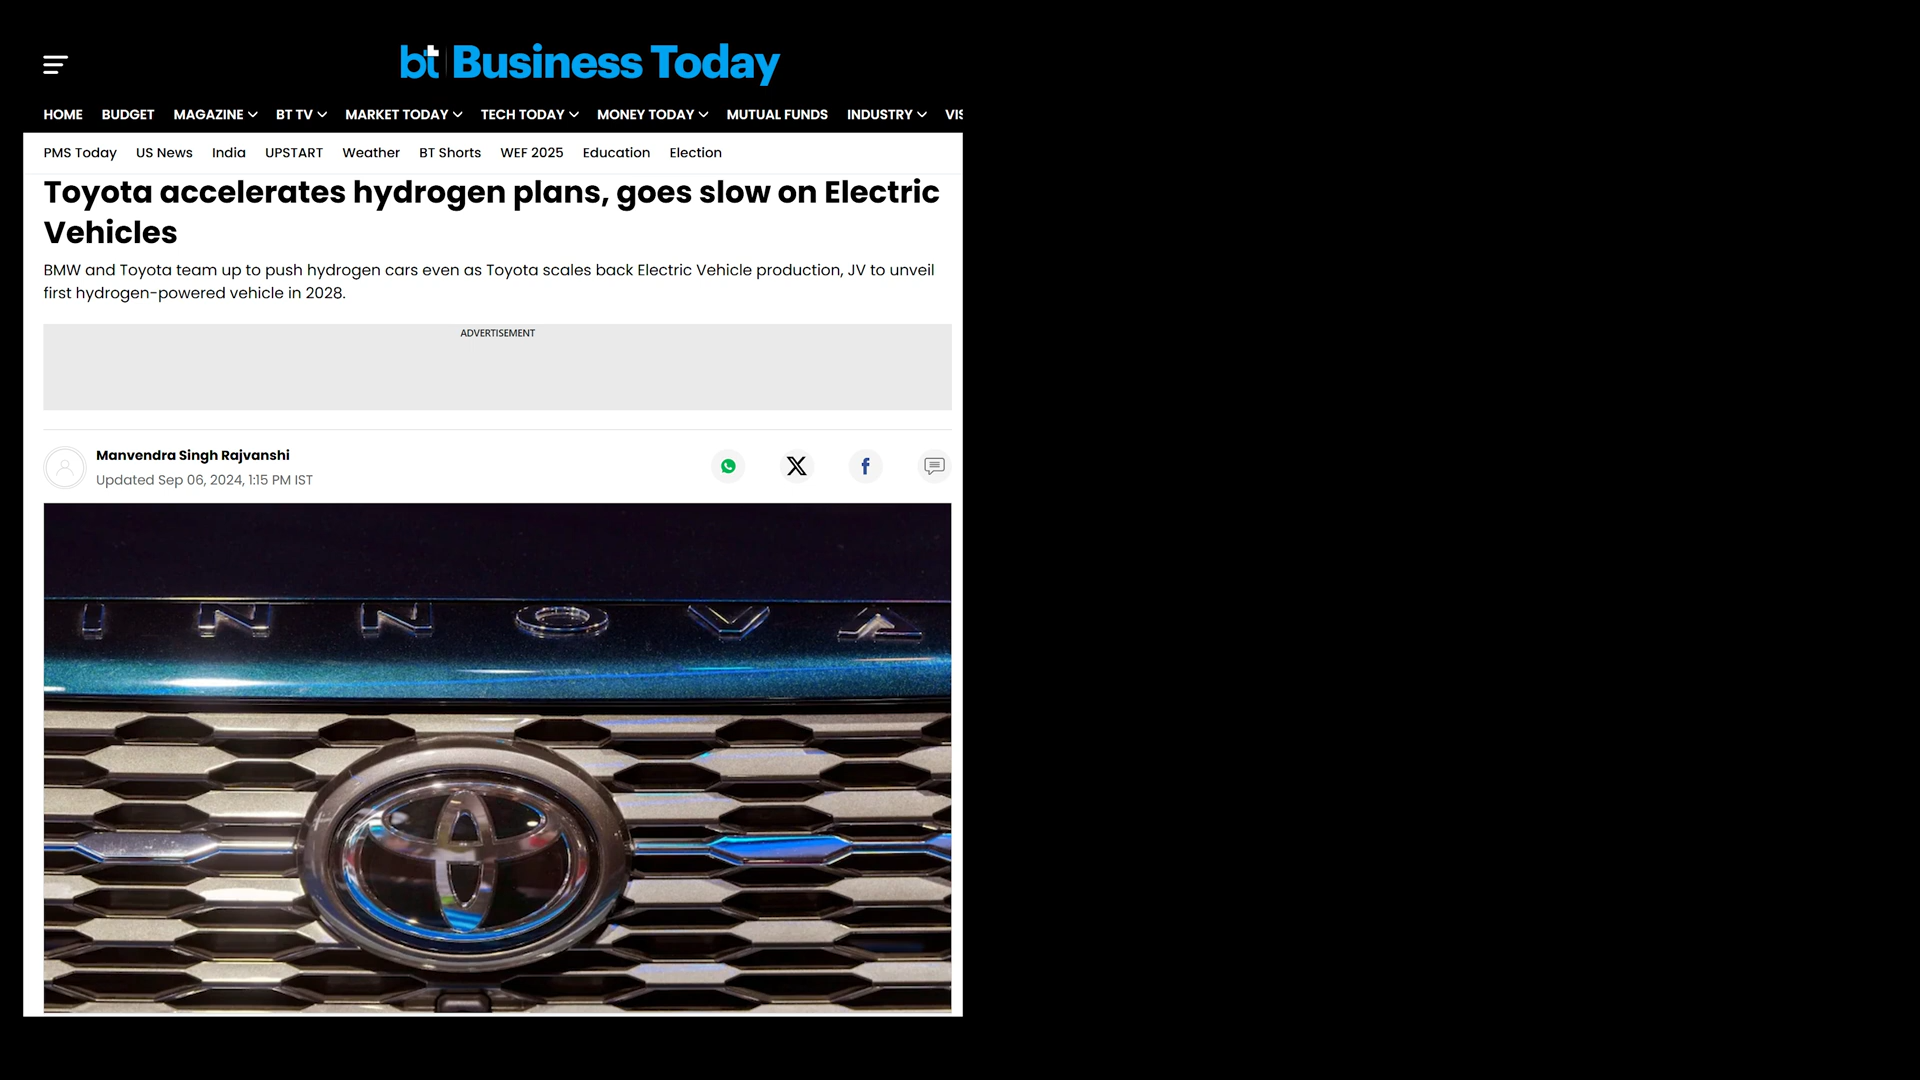 bt Business Today
HOME BUDGET MAGAZINE BT TV MARKET TODAY TECH TODAY MONEY TODAY MUTUAL FUNDS INDUSTRY VIS
PMS Today US News India UPSTART Weather BT Shorts WEF 2025 Education Election
Toyota accelerates hydrogen plans, goes slow on Electric
Vehicles
BMW and Toyota team up to push hydrogen cars even as Toyota scales back Electric Vehicle production, JV to unveil
first hydrogen-powered vehicle in 2028.
ADVERTISEMENT
Manvendra Singh Rajvanshi
Updated Sep 06, 2024, 1:15 PM IST
INNOVA